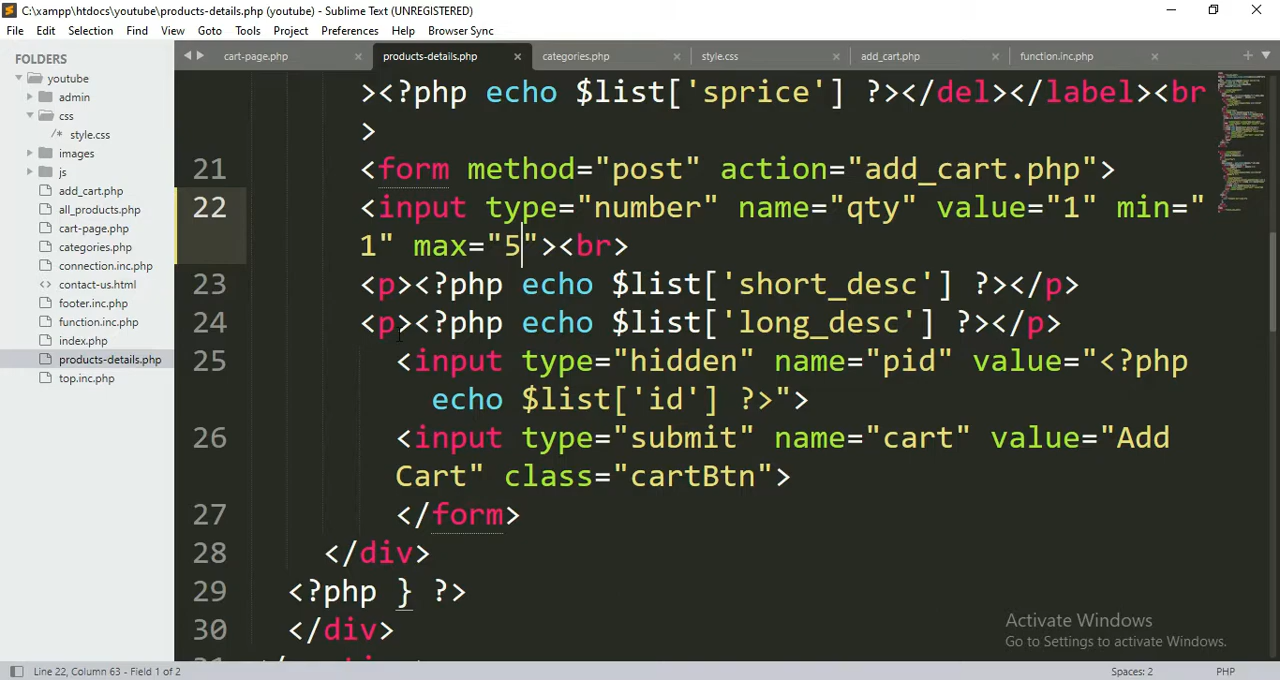 C:\xampp\htdocs\youtube\products-details.php (youtube) - Sublime Text (UNREGISTERED)
File Edit Selection Find View Goto Tools Project Preferences Help Browser Sync
FOLDERS
youtube
admin
css
/* style.css
images
js
add_cart.php
all_products.php
cart-page.php
categories.php
connection.inc.php
<> contact-us.html
footer.inc.php
function.inc.php
index.php
products-details.php
top.inc.php
cart-page.php products-details.php categories.php style.css add_cart.php function.inc.php
><?php echo $list['sprice'] ?></del></label><br
>
21 <form method="post" action="add_cart.php">
22 <input type="number" name="qty" value="1" min="
1" max="5"><br>
23 <p><?php echo $list['short_desc'] ?></p>
24 <p><?php echo $list['long_desc'] ?></p>
25 <input type="hidden" name="pid" value="<?php
echo $list['id'] ?>">
26 <input type="submit" name="cart" value="Add
Cart" class="cartBtn">
27 </form>
28 </div>
29 <?php } ?>
30 </div>
Activate Windows
Go to Settings to activate Windows.
Line 22, Column 63 - Field 1 of 2
Spaces: 2
PHP